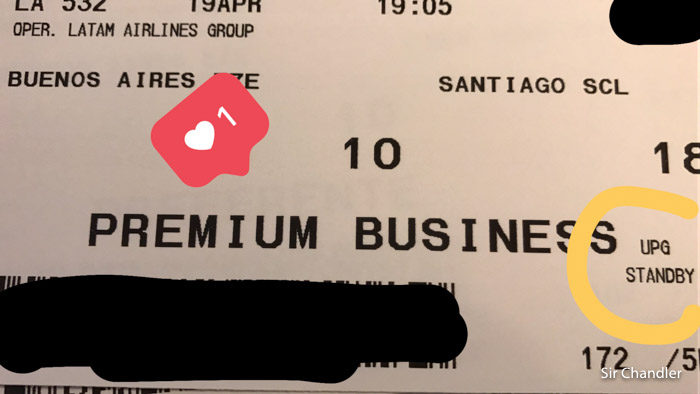 LA 532 19APR 19:05
OPER. LATAM AIRLINES GROUP
BUENOS AIRES SANTIAGO SCL
1
10 18
PREMIUM BUSINESS UPG
STANDBY
172 /5
Sir Chandler